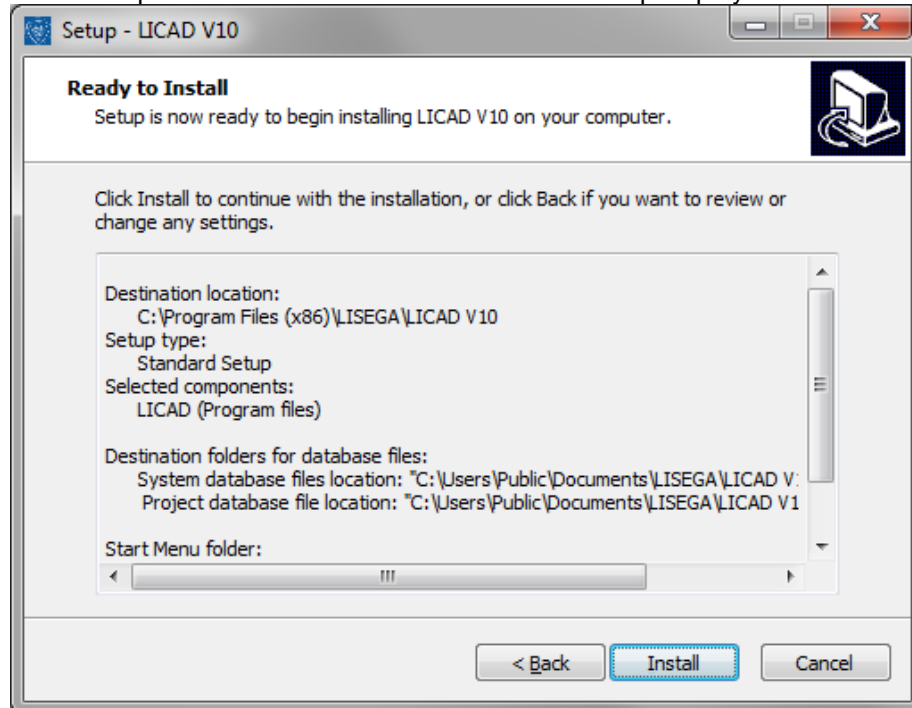 Setup - LICAD V10
Ready to Install
Setup is now ready to begin installing LICAD V10 on your computer.
Click Install to continue with the installation, or click Back if you want to review or
change any settings.
Destination location:
C:\Program Files (x86)\LISEGA\LICAD V10
Setup type:
Standard Setup
Selected components:
LICAD (Program files)
Destination folders for database files:
System database files location: "C:\Users\Public\Documents\LISEGA\LICAD V
Project database file location: "C:\Users\Public\Documents\LISEGA\LICAD V1
Start Menu folder:
< Back Install Cancel